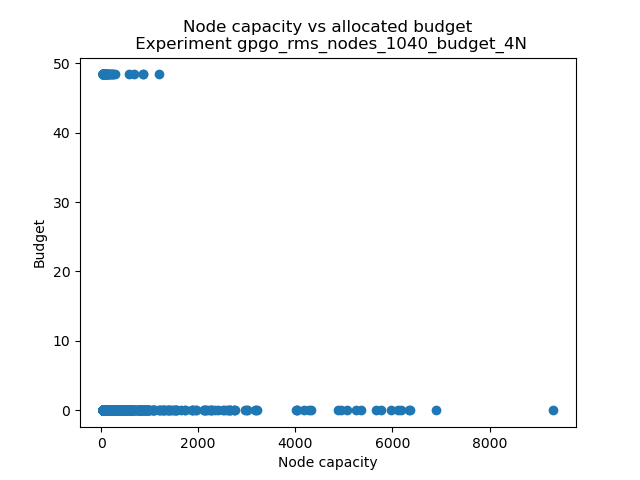 Node capacity vs allocated budget
Experiment gpgo_rms_nodes_1040_budget_4N
50
40
30
20
10
0
Budget
0 2000 4000 6000 8000
Node capacity